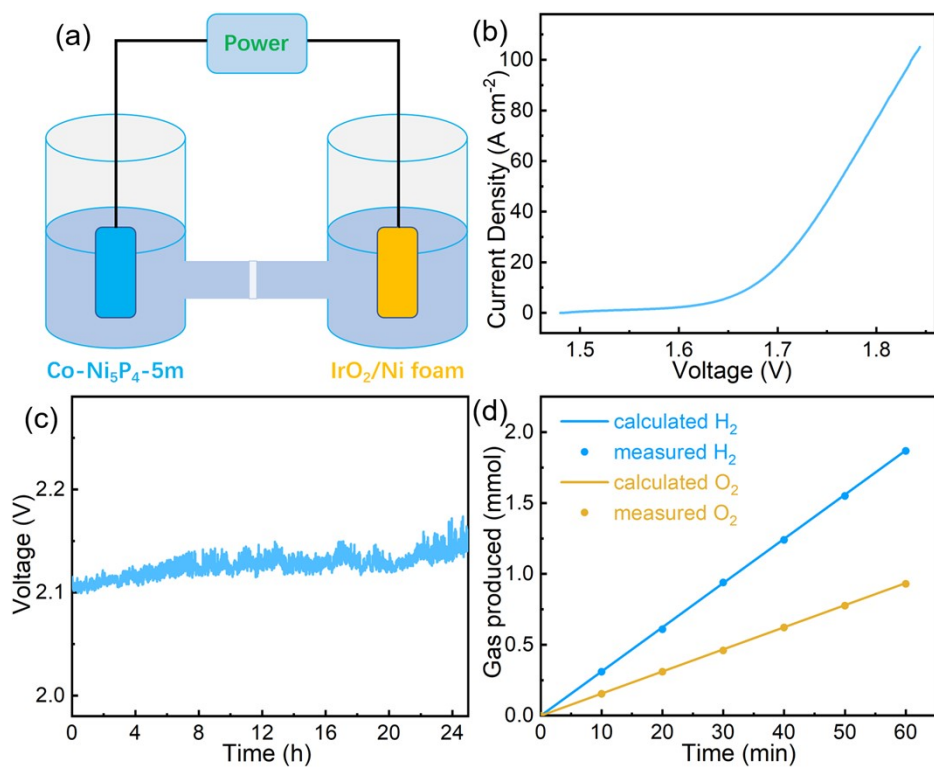 (a)
Power
Co-Ni₅P₄-5m
IrO₂/Ni foam
(b)
Current Density (A cm⁻²)
100
80
60
40
20
0
1.5 1.6 1.7 1.8
Voltage (V)
(c)
Voltage (V)
2.2
2.1
2.0
0 4 8 12 16 20 24
Time (h)
(d)
Gas produced (mmol)
2.0
1.5
1.0
0.5
0.0
calculated H₂
measured H₂
calculated O₂
measured O₂
0 10 20 30 40 50 60
Time (min)